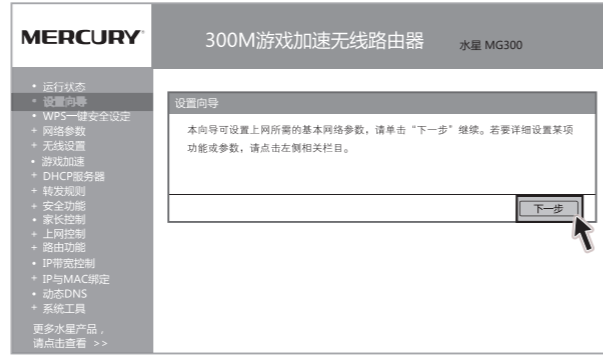 MERCURY
300M游戏加速无线路由器 水星 MG300
• 运行状态
• 设置向导
• WPS一键安全设定
+ 网络参数
+ 无线设置
• 游戏加速
+ DHCP服务器
+ 转发规则
+ 安全功能
• 家长控制
+ 上网控制
+ 路由功能
• IP带宽控制
+ IP与MAC绑定
• 动态DNS
+ 系统工具
更多水星产品，
请点击查看 >>
设置向导
本向导可设置上网所需的基本网络参数，请单击“下一步”继续。若要详细设置某项
功能或参数，请点击左侧相关栏目。
下一步